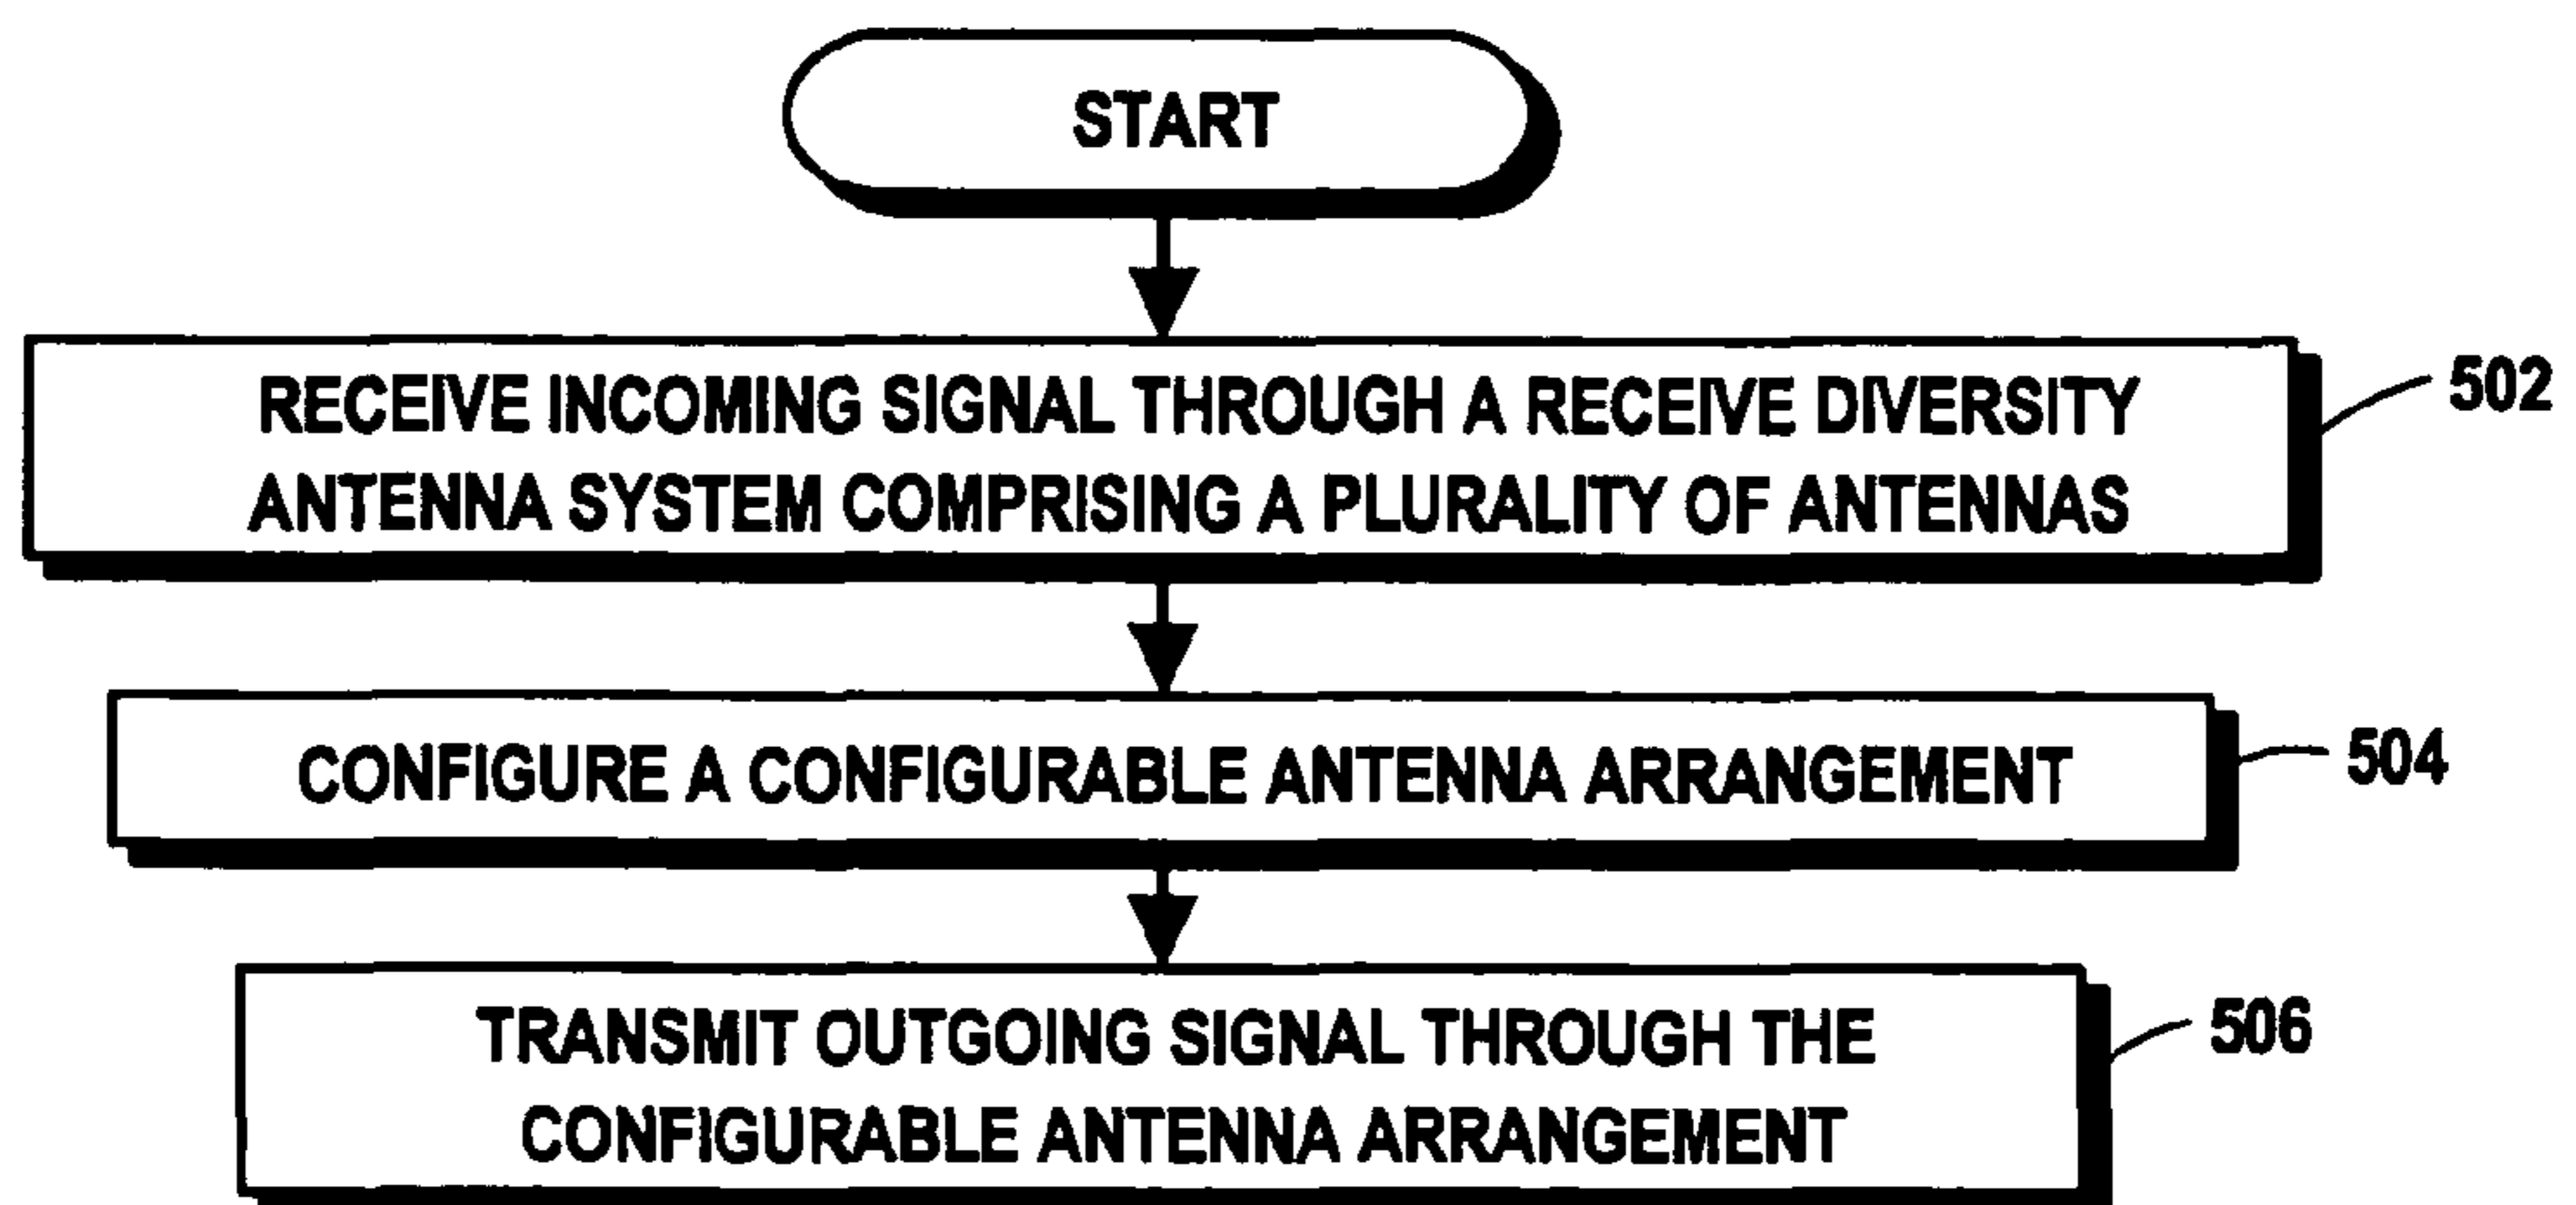 START
RECEIVE INCOMING SIGNAL THROUGH A RECEIVE DIVERSITY
ANTENNA SYSTEM COMPRISING A PLURALITY OF ANTENNAS
502
CONFIGURE A CONFIGURABLE ANTENNA ARRANGEMENT
504
TRANSMIT OUTGOING SIGNAL THROUGH THE
CONFIGURABLE ANTENNA ARRANGEMENT
506